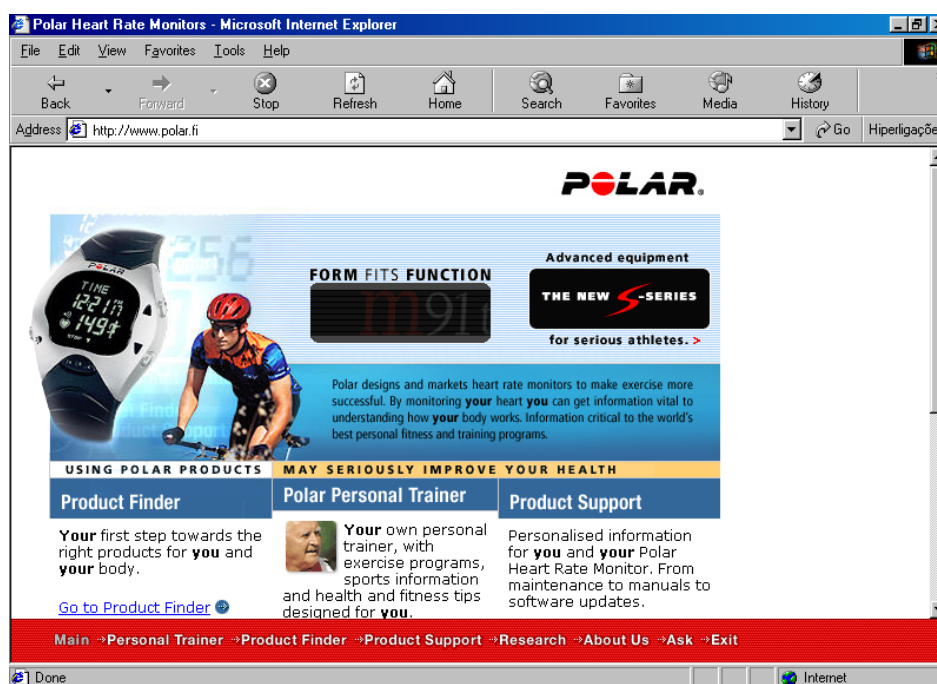 Polar Heart Rate Monitors - Microsoft Internet Explorer
File Edit View Favorites Tools Help
Back Forward Stop Refresh Home Search Favorites Media History
Address http://www.polar.fi Go Hiperligaçõe
POLAR.
POLAR
TIME
149
STOP
FORM FITS FUNCTION
m91t
Advanced equipment
THE NEW S-SERIES
for serious athletes. >
Polar designs and markets heart rate monitors to make exercise more
successful. By monitoring your heart you can get information vital to
understanding how your body works. Information critical to the world's
best personal fitness and training programs.
USING POLAR PRODUCTS MAY SERIOUSLY IMPROVE YOUR HEALTH
Product Finder
Your first step towards the
right products for you and
your body.
Go to Product Finder
Polar Personal Trainer
Your own personal
trainer, with
exercise programs,
sports information
and health and fitness tips
designed for you.
Product Support
Personalised information
for you and your Polar
Heart Rate Monitor. From
maintenance to manuals to
software updates.
Main Personal Trainer Product Finder Product Support Research About Us Ask Exit
Done Internet